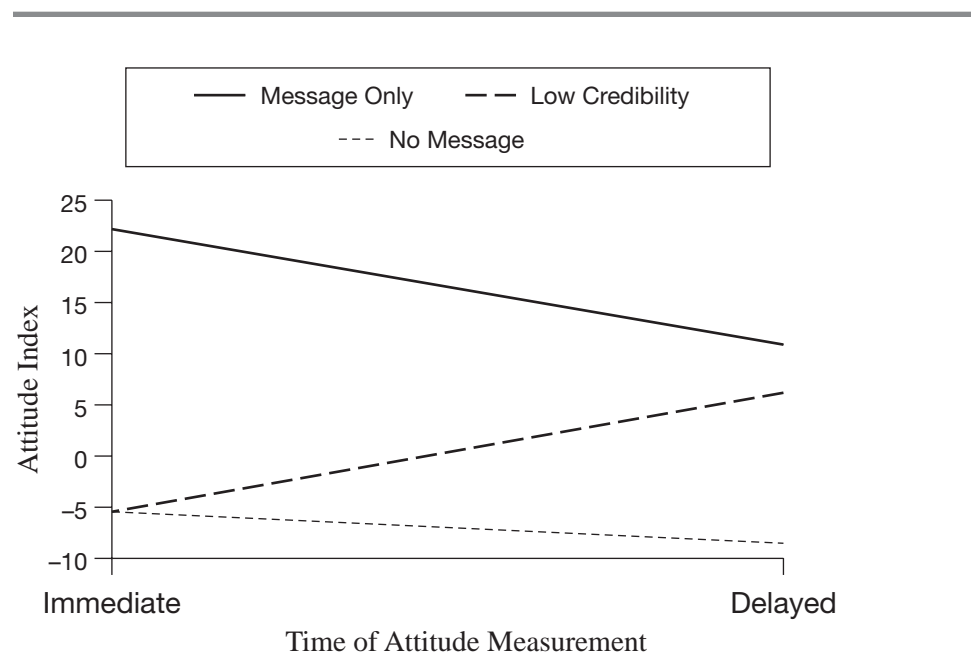 Message Only
Low Credibility
No Message
25
20
15
10
5
0
−5
−10
Attitude Index
Immediate
Delayed
Time of Attitude Measurement